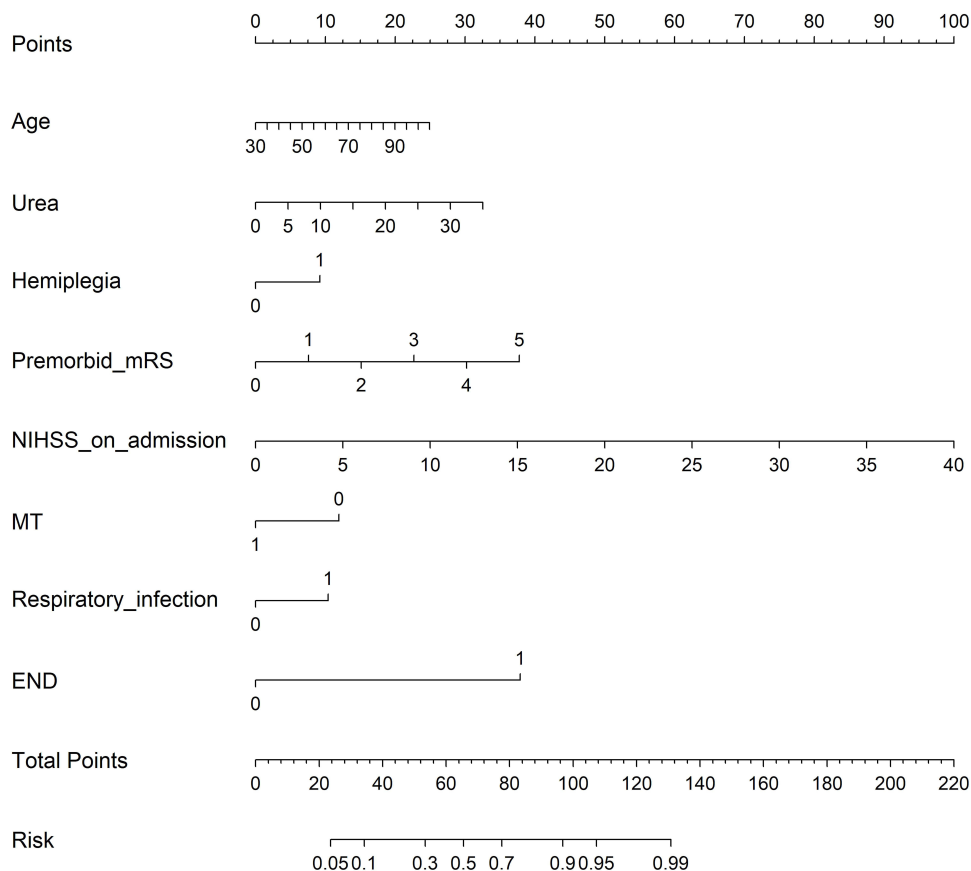 Points 0 10 20 30 40 50 60 70 80 90 100
Age
30 50 70 90
Urea
0 5 10 20 30
1
Hemiplegia
0
1 3 5
Premorbid_mRS
0 2 4
NIHSS_on_admission
0 5 10 15 20 25 30 35 40
0
MT
1
1
Respiratory_infection
0
1
END
0
Total Points
0 20 40 60 80 100 120 140 160 180 200 220
Risk
0.05 0.1 0.3 0.5 0.7 0.9 0.95 0.99